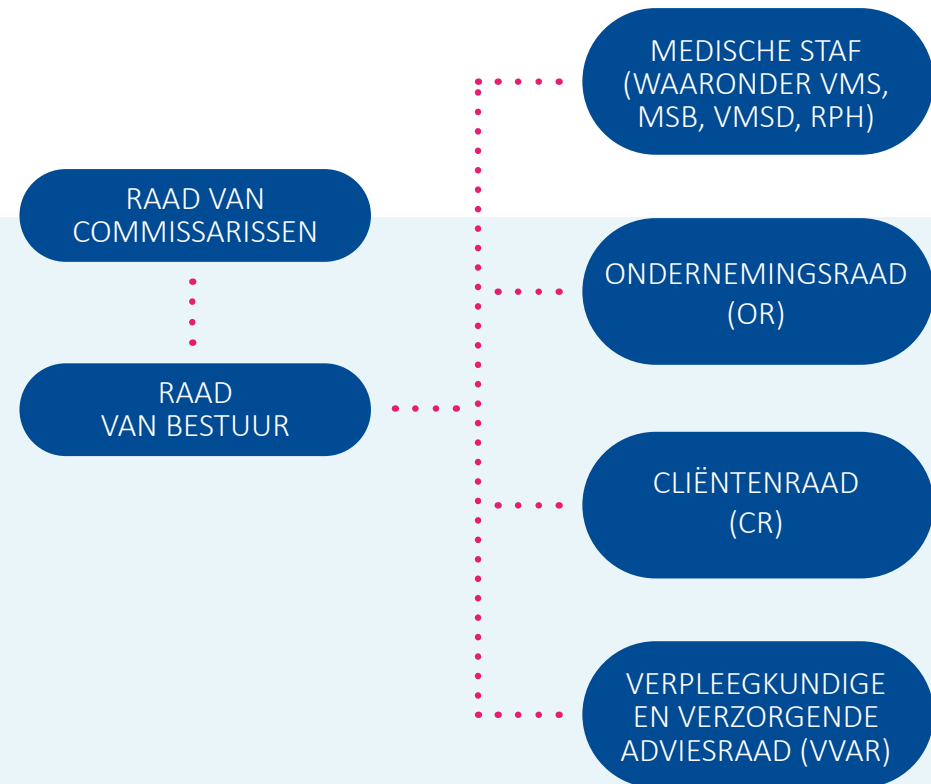 RAAD VAN
COMMISSARISSEN
RAAD
VAN BESTUUR
MEDISCHE STAF
(WAARONDER VMS,
MSB, VMSD, RPH)
ONDERNEMINGSRAAD
(OR)
CLIËNTENRAAD
(CR)
VERPLEEGKUNDIGE
EN VERZORGENDE
ADVIESRAAD (VVAR)